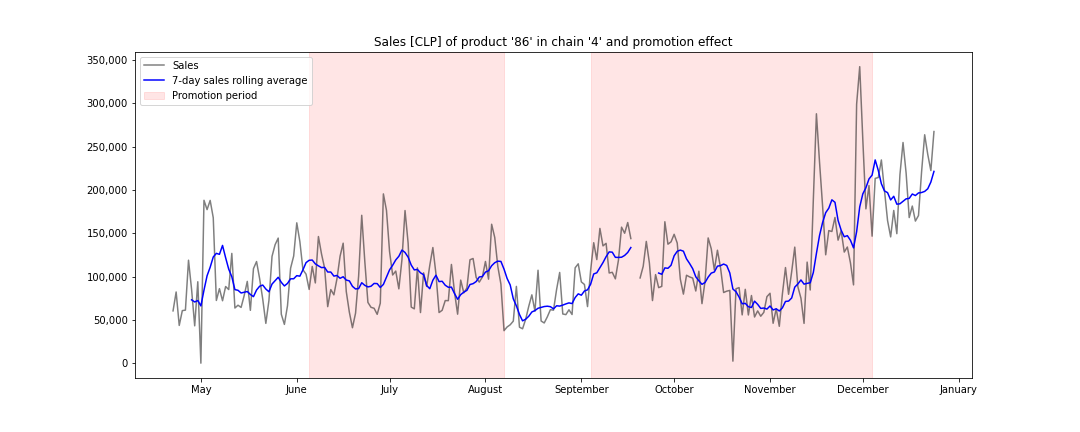 Sales [CLP] of product '86' in chain '4' and promotion effect
Sales
7-day sales rolling average
Promotion period
350,000
300,000
250,000
200,000
150,000
100,000
50,000
0
May June July August September October November December January